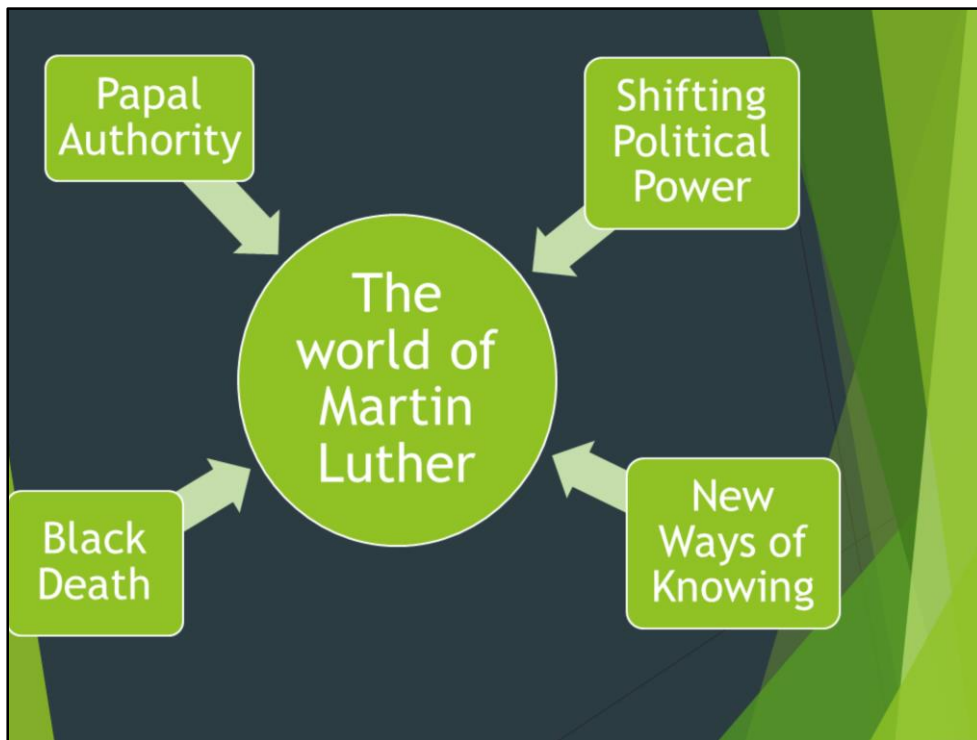 Papal
Authority
Shifting
Political
Power
The
world of
Martin
Luther
Black
Death
New
Ways of
Knowing